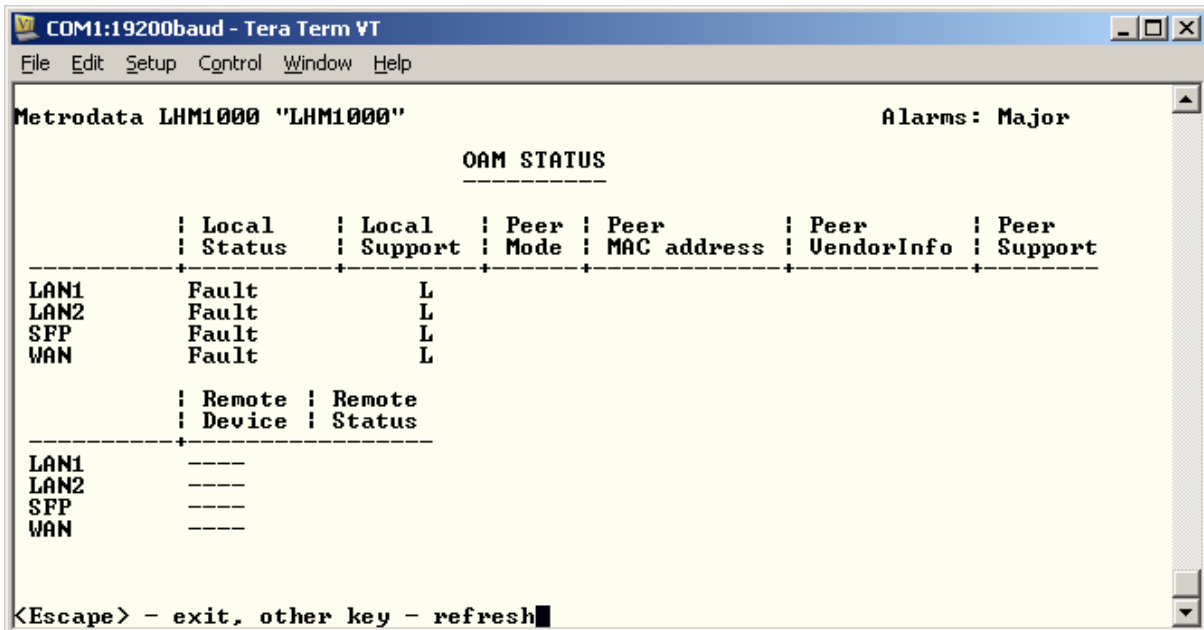 COM1:19200baud - Tera Term VT
File Edit Setup Control Window Help
Metrodata LHM1000 "LHM1000" Alarms: Major
OAM STATUS
----------
¦ Local ¦ Local ¦ Peer ¦ Peer ¦ Peer ¦ Peer
¦ Status ¦ Support ¦ Mode ¦ MAC address ¦ VendorInfo ¦ Support
----------+----------+---------+------+-------------+------------+--------
LAN1 Fault L
LAN2 Fault L
SFP Fault L
WAN Fault L
¦ Remote ¦ Remote
¦ Device ¦ Status
----------+-----------------
LAN1 ----
LAN2 ----
SFP ----
WAN ----
<Escape> - exit, other key - refresh